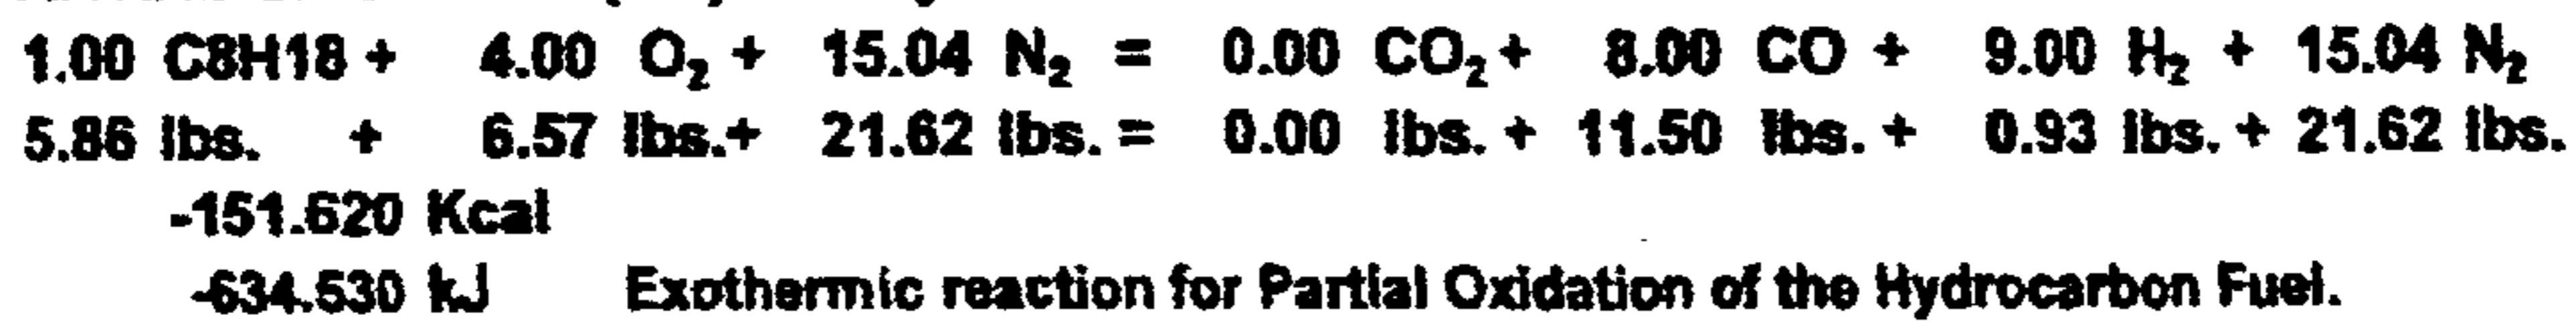 1.00 C8H18 + 4.00 O₂ + 15.04 N₂ = 0.00 CO₂ + 8.00 CO + 9.00 H₂ + 15.04 N₂
5.86 lbs. + 6.57 lbs. + 21.62 lbs. = 0.00 lbs. + 11.50 lbs. + 0.93 lbs. + 21.62 lbs.
-151.620 Kcal
-634.530 kJ Exothermic reaction for Partial Oxidation of the Hydrocarbon Fuel.